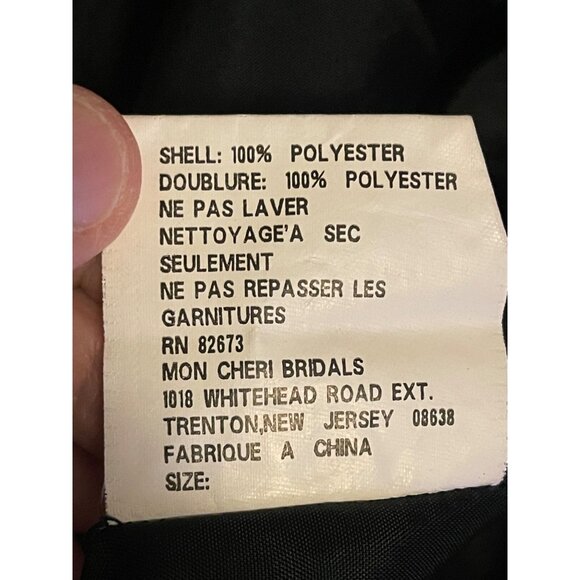 SHELL: 100% POLYESTER
DOUBLURE: 100% POLYESTER
NE PAS LAVER
NETTOYAGE'A SEC
SEULEMENT
NE PAS REPASSER LES
GARNITURES
RN 82673
MON CHERI BRIDALS
1018 WHITEHEAD ROAD EXT.
TRENTON,NEW JERSEY 08638
FABRIQUE A CHINA
SIZE: